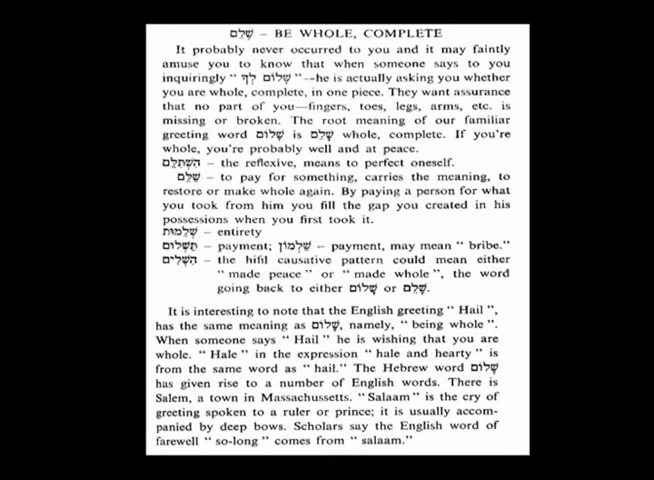 שָׁלֵם – BE WHOLE, COMPLETE
It probably never occurred to you and it may faintly
amuse you to know that when someone says to you
inquiringly " שָׁלוֹם לְךָ "—he is actually asking you whether
you are whole, complete, in one piece. They want assurance
that no part of you—fingers, toes, legs, arms, etc. is
missing or broken. The root meaning of our familiar
greeting word שָׁלוֹם is שָׁלֵם whole, complete. If you're
whole, you're probably well and at peace.
הִשְׁתַּלֵּם – the reflexive, means to perfect oneself.
שַׁלֵּם – to pay for something, carries the meaning, to
restore or make whole again. By paying a person for what
you took from him you fill the gap you created in his
possessions when you first took it.
שְׁלֵמוּת – entirety
תַּשְׁלוּם – payment; שַׁלְמוֹן – payment, may mean " bribe."
הִשְׁלִים – the hifil causative pattern could mean either
" made peace " or " made whole ", the word
going back to either שָׁלוֹם or שָׁלֵם.
It is interesting to note that the English greeting " Hail ",
has the same meaning as שָׁלוֹם, namely, " being whole ".
When someone says " Hail " he is wishing that you are
whole. " Hale " in the expression " hale and hearty " is
from the same word as " hail." The Hebrew word שָׁלוֹם
has given rise to a number of English words. There is
Salem, a town in Massachussetts. " Salaam " is the cry of
greeting spoken to a ruler or prince; it is usually accom-
panied by deep bows. Scholars say the English word of
farewell " so-long " comes from " salaam."